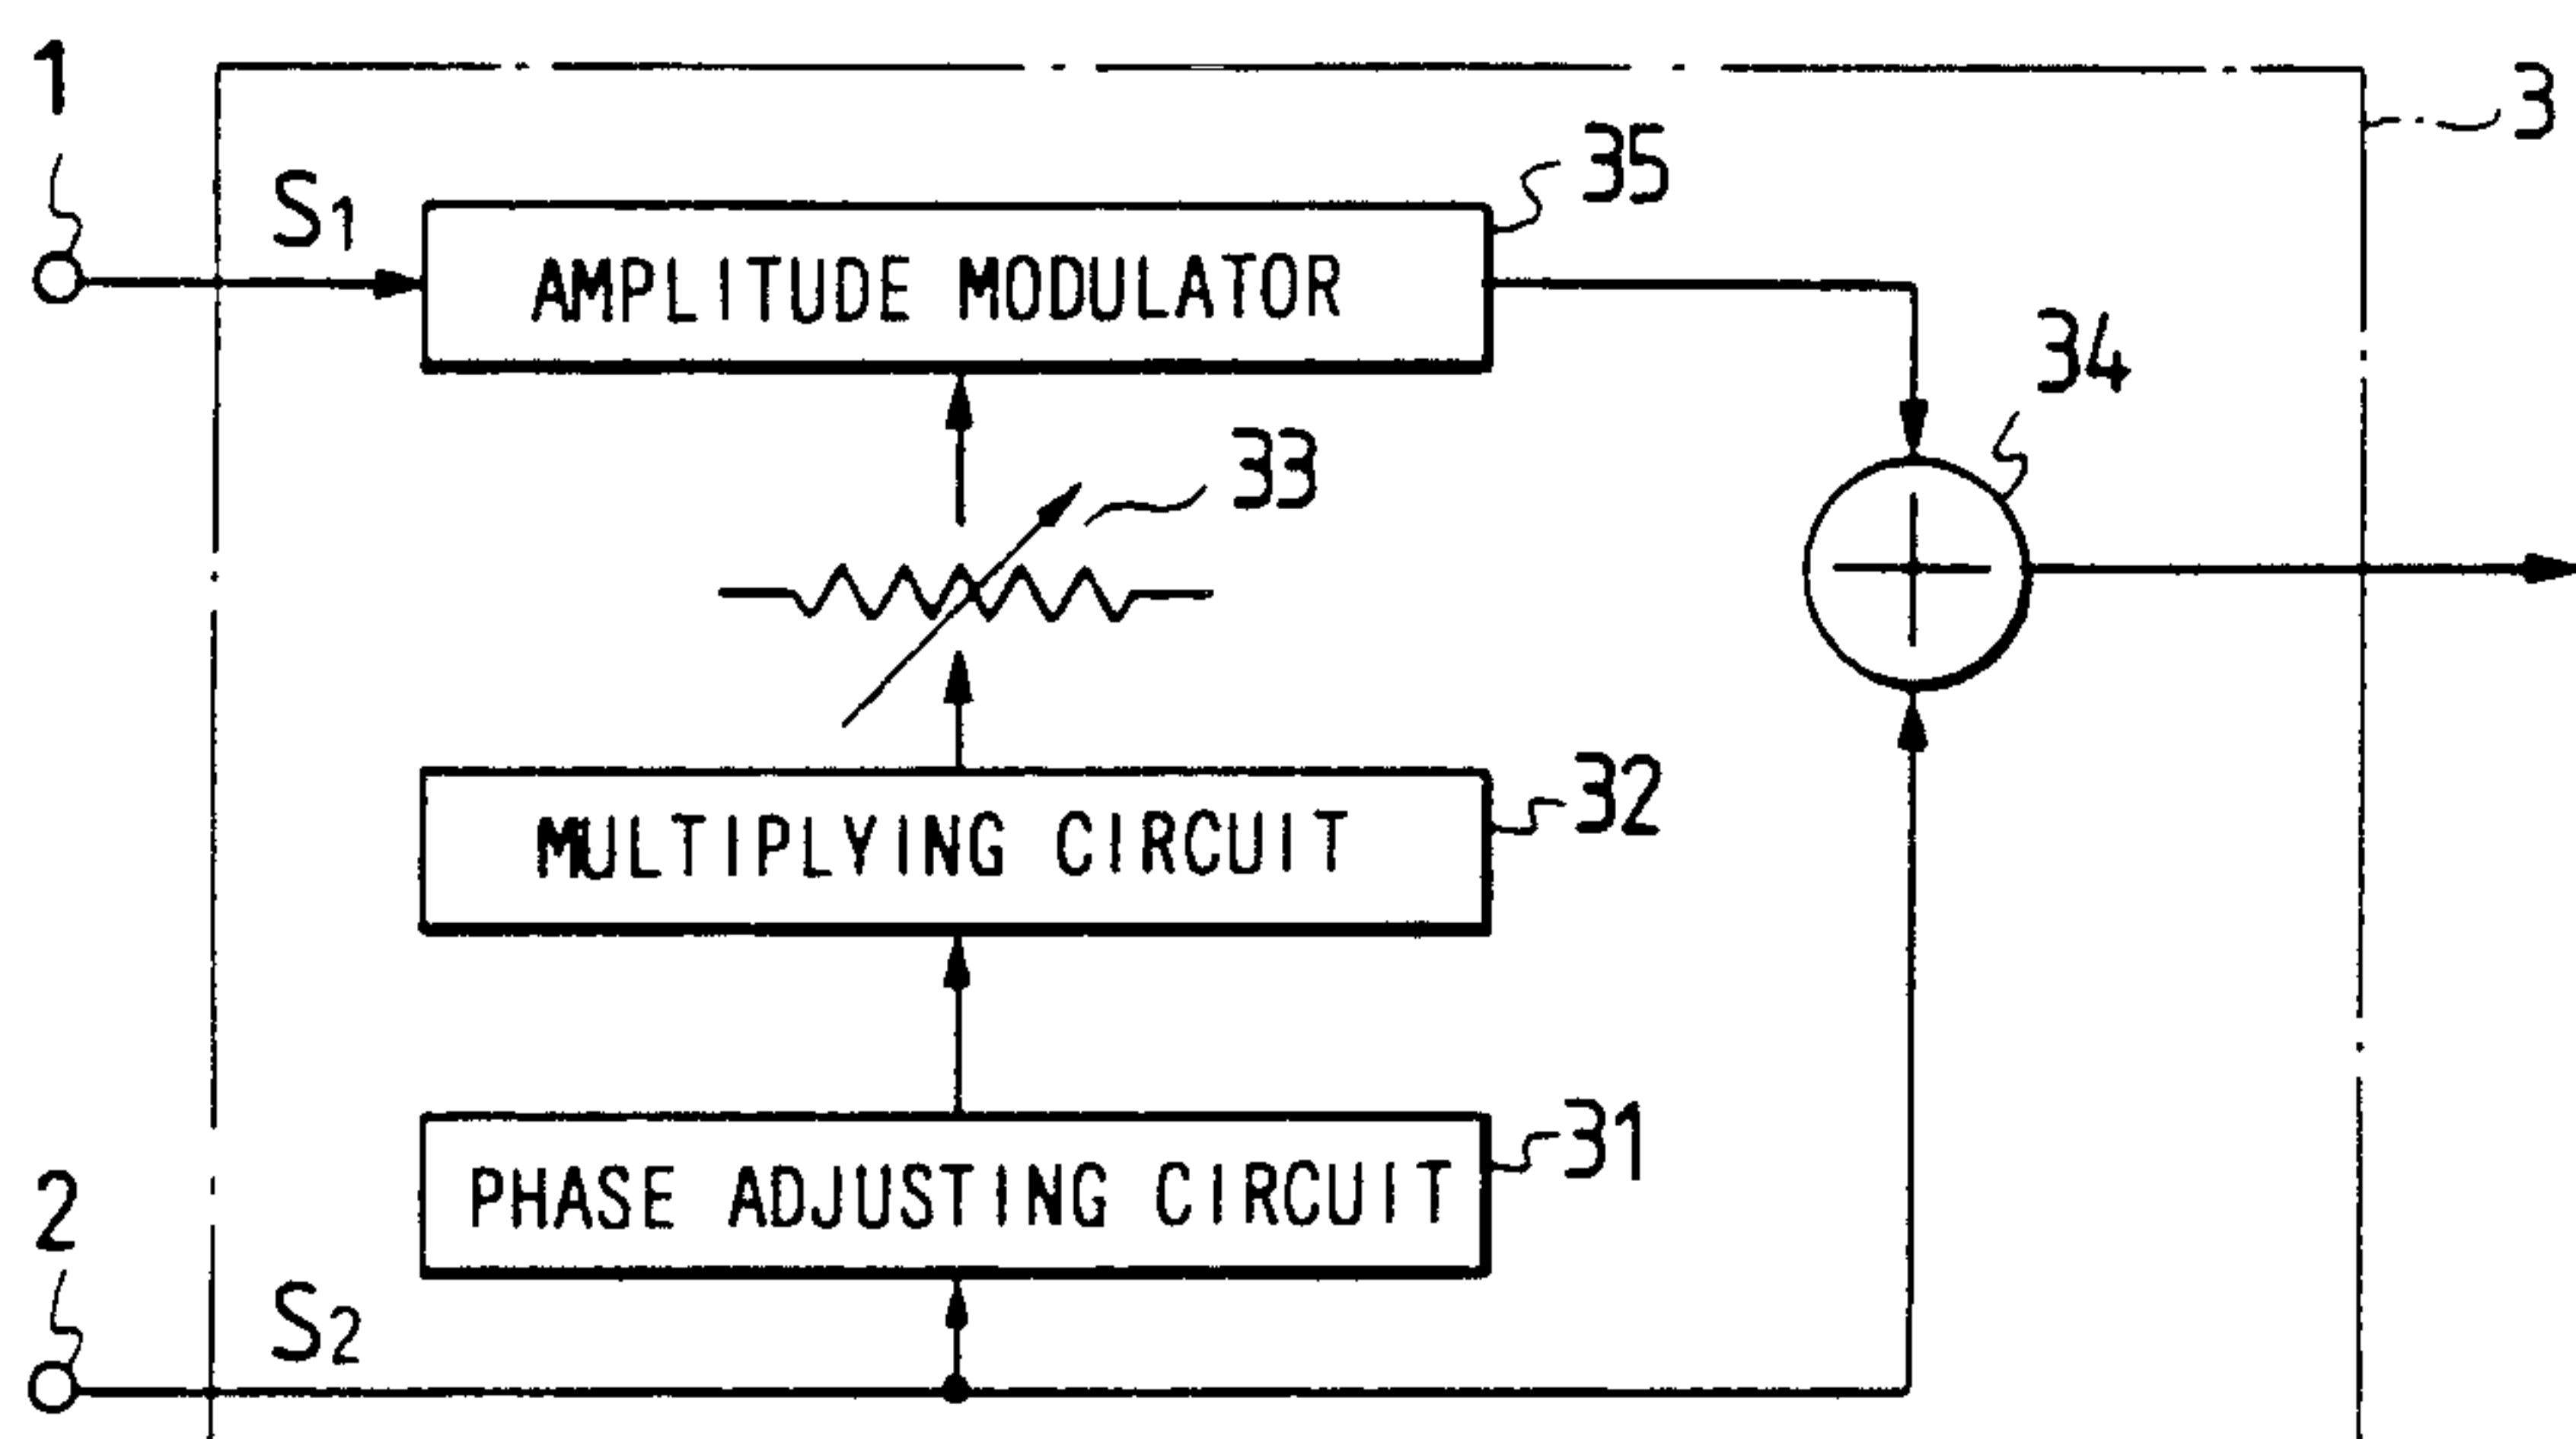 1
3
35
S1
AMPLITUDE MODULATOR
34
33
32
MULTIPLYING CIRCUIT
31
PHASE ADJUSTING CIRCUIT
2
S2